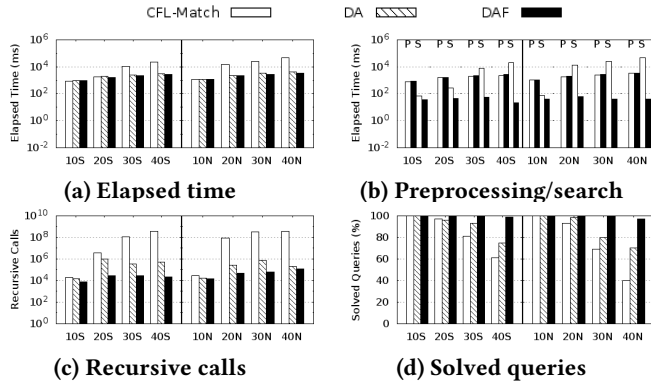 CFL-Match DA DAF
Elapsed Time (ms)
10^6
10^4
10^2
10^0
10^-2
10S 20S 30S 40S 10N 20N 30N 40N
(a) Elapsed time
Elapsed Time (ms)
10^6
10^4
10^2
10^0
10^-2
P S P S P S P S P S P S P S P S
10S 20S 30S 40S 10N 20N 30N 40N
(b) Preprocessing/search
Recursive Calls
10^10
10^8
10^6
10^4
10^2
10^0
10S 20S 30S 40S 10N 20N 30N 40N
(c) Recursive calls
Solved Queries (%)
100
80
60
40
20
0
10S 20S 30S 40S 10N 20N 30N 40N
(d) Solved queries